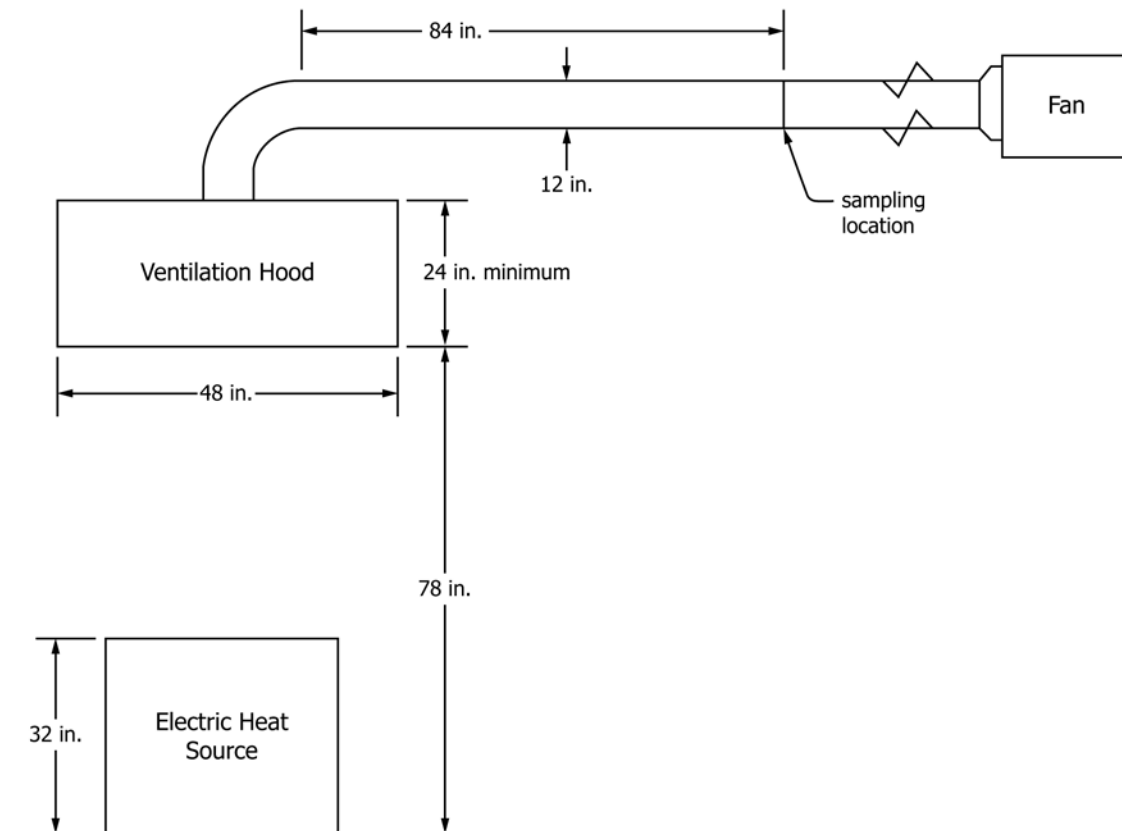 84 in.
Fan
12 in.
sampling
location
Ventilation Hood
24 in. minimum
48 in.
78 in.
32 in.
Electric Heat
Source